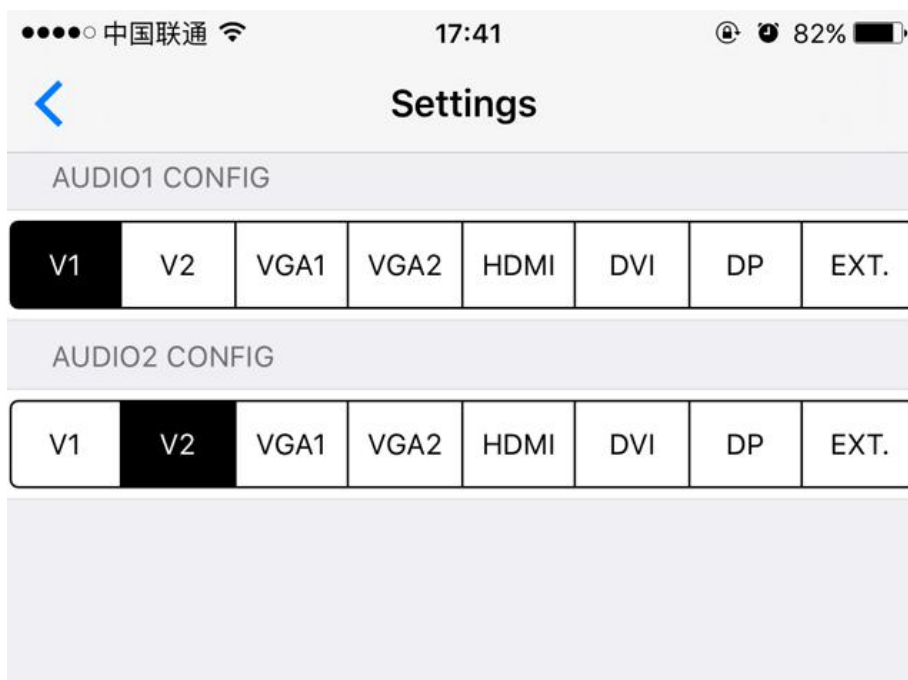 中国联通 17:41 82%
Settings
AUDIO1 CONFIG
V1 V2 VGA1 VGA2 HDMI DVI DP EXT.
AUDIO2 CONFIG
V1 V2 VGA1 VGA2 HDMI DVI DP EXT.